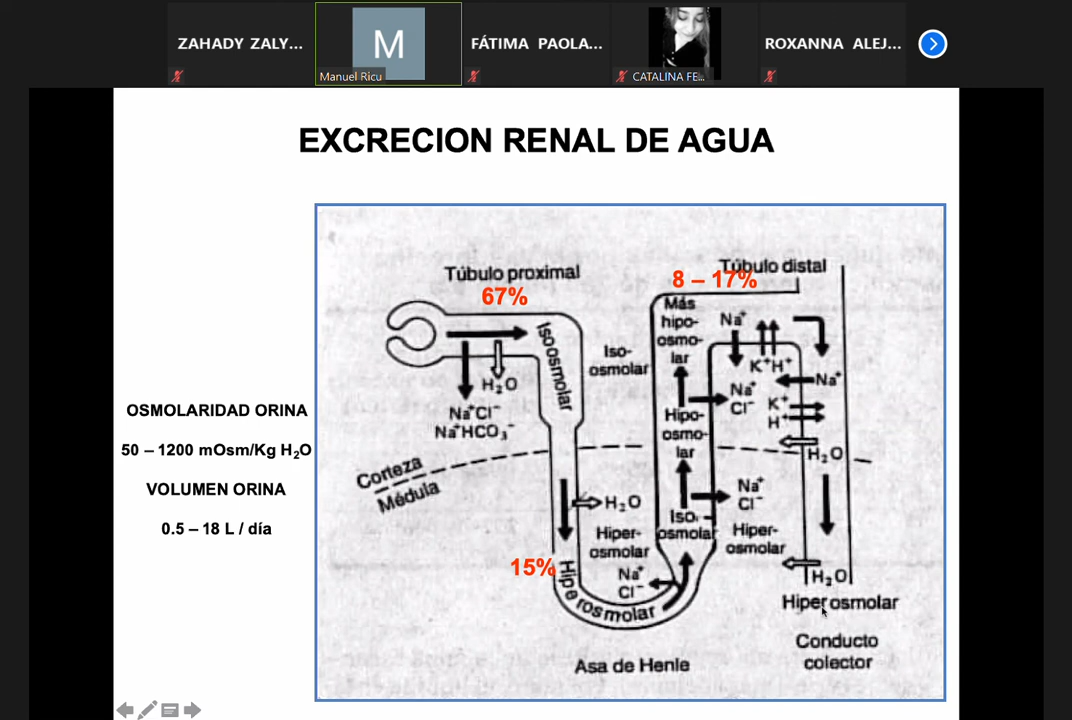 ZAHADY ZALY...
M
Manuel Ricu
FÁTIMA PAOLA...
CATALINA FE...
ROXANNA ALEJ...
EXCRECION RENAL DE AGUA
OSMOLARIDAD ORINA
50 – 1200 mOsm/Kg H₂O
VOLUMEN ORINA
0.5 – 18 L / día
Túbulo proximal
67%
Isoosmolar
H₂O
Na⁺Cl⁻
Na⁺HCO₃⁻
Corteza
Médula
H₂O
Hiper-
osmolar
15%
Hiperosmolar
Na⁺
Cl⁻
Asa de Henle
Iso-
osmolar
8 – 17%
Túbulo distal
Más
hipo-
osmo-
lar
Hipo-
osmo-
lar
Iso-
osmolar
Na⁺
K⁺H⁺
Na⁺
Cl⁻
Na⁺
K⁺
H⁺
H₂O
Na⁺
Cl⁻
Hiper-
osmolar
H₂O
Hiperosmolar
Conducto
colector